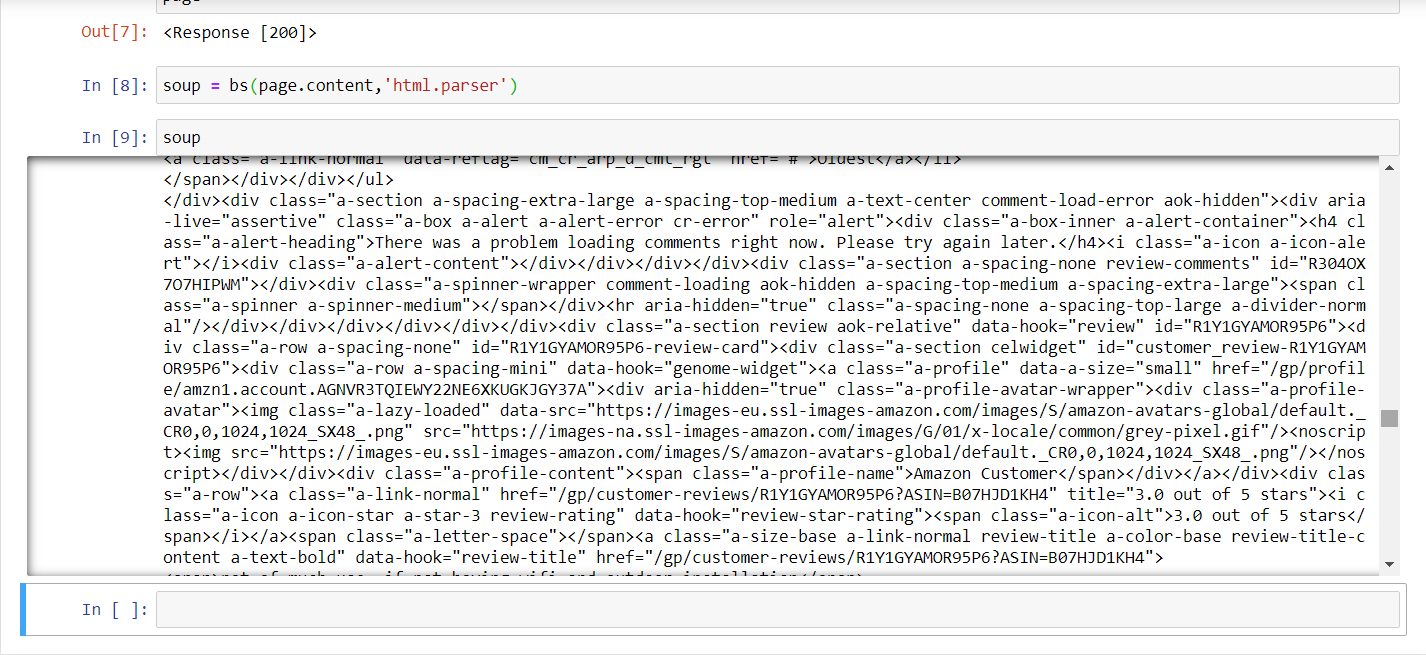 Out[7]: <Response [200]>
In [8]: soup = bs(page.content,'html.parser')
In [9]: soup
<a class="a-link-normal" data-reftag="cm_cr_arp_d_cmt_rgt" href="#">Oldest</a></li>
</span></div></div></ul>
</div><div class="a-section a-spacing-extra-large a-spacing-top-medium a-text-center comment-load-error aok-hidden"><div aria
-live="assertive" class="a-box a-alert a-alert-error cr-error" role="alert"><div class="a-box-inner a-alert-container"><h4 cl
ass="a-alert-heading">There was a problem loading comments right now. Please try again later.</h4><i class="a-icon a-icon-ale
rt"></i><div class="a-alert-content"></div></div></div></div><div class="a-section a-spacing-none review-comments" id="R304OX
7O7HIPWM"></div><div class="a-spinner-wrapper comment-loading aok-hidden a-spacing-top-medium a-spacing-extra-large"><span cl
ass="a-spinner a-spinner-medium"></span></div><hr aria-hidden="true" class="a-spacing-none a-spacing-top-large a-divider-norm
al"/></div></div></div></div></div></div><div class="a-section review aok-relative" data-hook="review" id="R1Y1GYAMOR95P6"><d
iv class="a-row a-spacing-none" id="R1Y1GYAMOR95P6-review-card"><div class="a-section celwidget" id="customer_review-R1Y1GYAM
OR95P6"><div class="a-row a-spacing-mini" data-hook="genome-widget"><a class="a-profile" data-a-size="small" href="/gp/profil
e/amzn1.account.AGNVR3TQIEWY22NE6XKUGKJGY37A"><div aria-hidden="true" class="a-profile-avatar-wrapper"><div class="a-profile-
avatar"><img class="a-lazy-loaded" data-src="https://images-eu.ssl-images-amazon.com/images/S/amazon-avatars-global/default._
CR0,0,1024,1024_SX48_.png" src="https://images-na.ssl-images-amazon.com/images/G/01/x-locale/common/grey-pixel.gif"/><noscrip
t><img src="https://images-eu.ssl-images-amazon.com/images/S/amazon-avatars-global/default._CR0,0,1024,1024_SX48_.png"/></nos
cript></div></div><div class="a-profile-content"><span class="a-profile-name">Amazon Customer</span></div></a></div><div clas
s="a-row"><a class="a-link-normal" href="/gp/customer-reviews/R1Y1GYAMOR95P6?ASIN=B07HJD1KH4" title="3.0 out of 5 stars"><i c
lass="a-icon a-icon-star a-star-3 review-rating" data-hook="review-star-rating"><span class="a-icon-alt">3.0 out of 5 stars</
span></i></a><span class="a-letter-space"></span><a class="a-size-base a-link-normal review-title a-color-base review-title-c
ontent a-text-bold" data-hook="review-title" href="/gp/customer-reviews/R1Y1GYAMOR95P6?ASIN=B07HJD1KH4">
In [ ]: